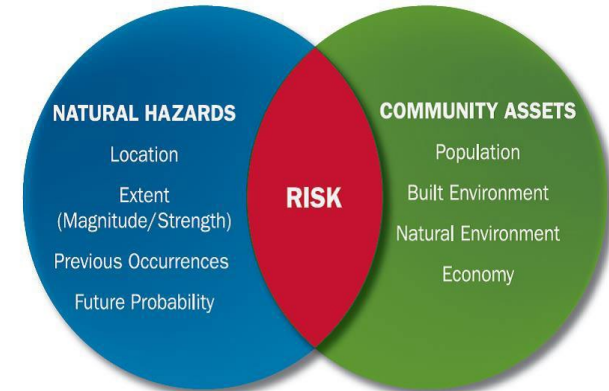 NATURAL HAZARDS
Location
Extent
(Magnitude/Strength)
Previous Occurrences
Future Probability
RISK
COMMUNITY ASSETS
Population
Built Environment
Natural Environment
Economy